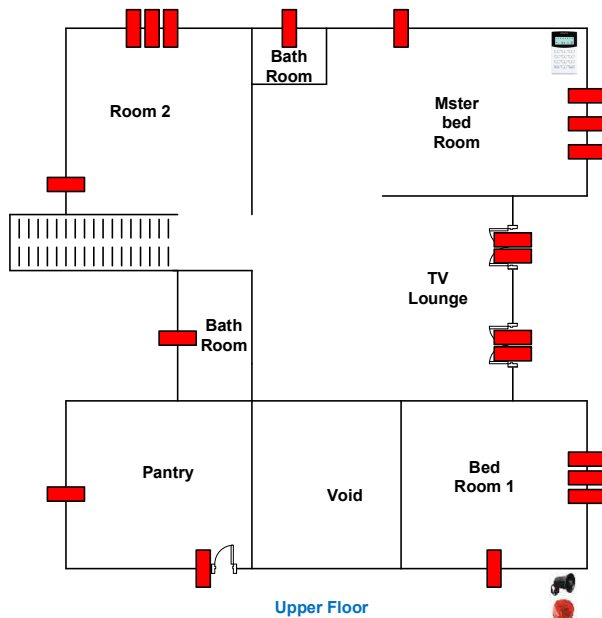 Bath
Room
Room 2
Mster
bed
Room
TV
Lounge
Bath
Room
Pantry
Void
Bed
Room 1
Upper Floor